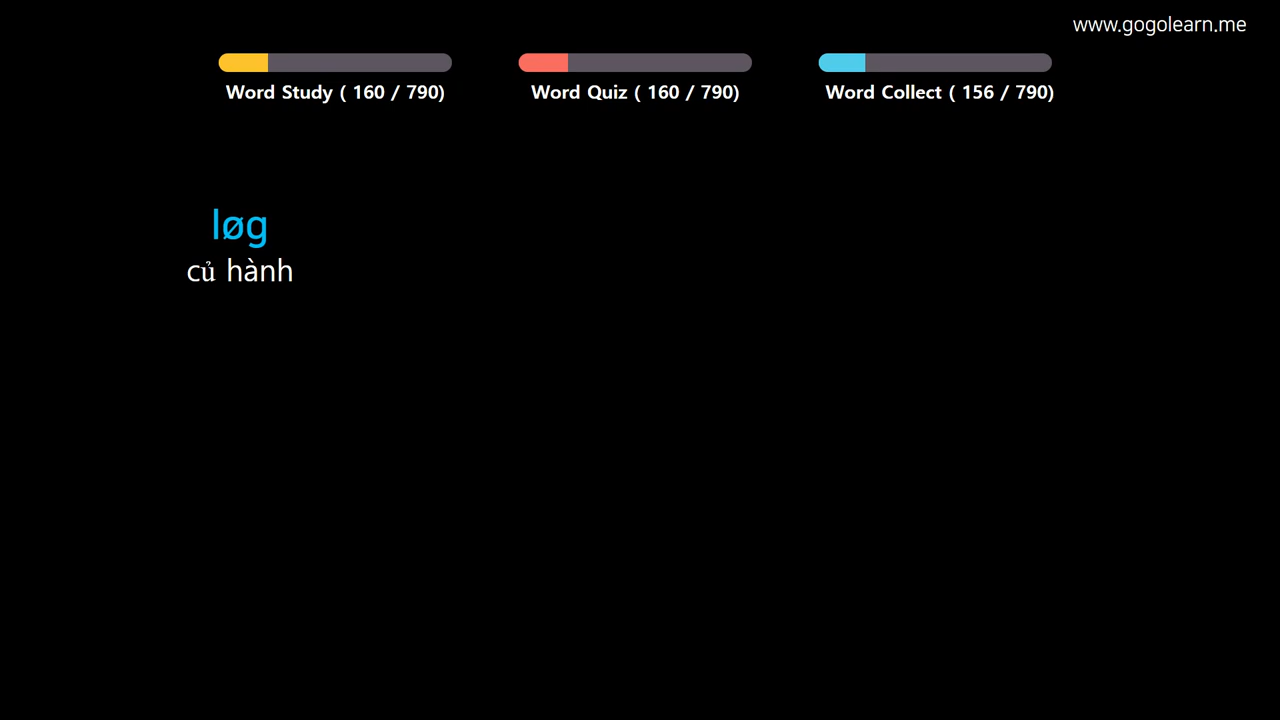 www.gogolearn.me
Word Study ( 160 / 790)
Word Quiz ( 160 / 790)
Word Collect ( 156 / 790)
løg
củ hành